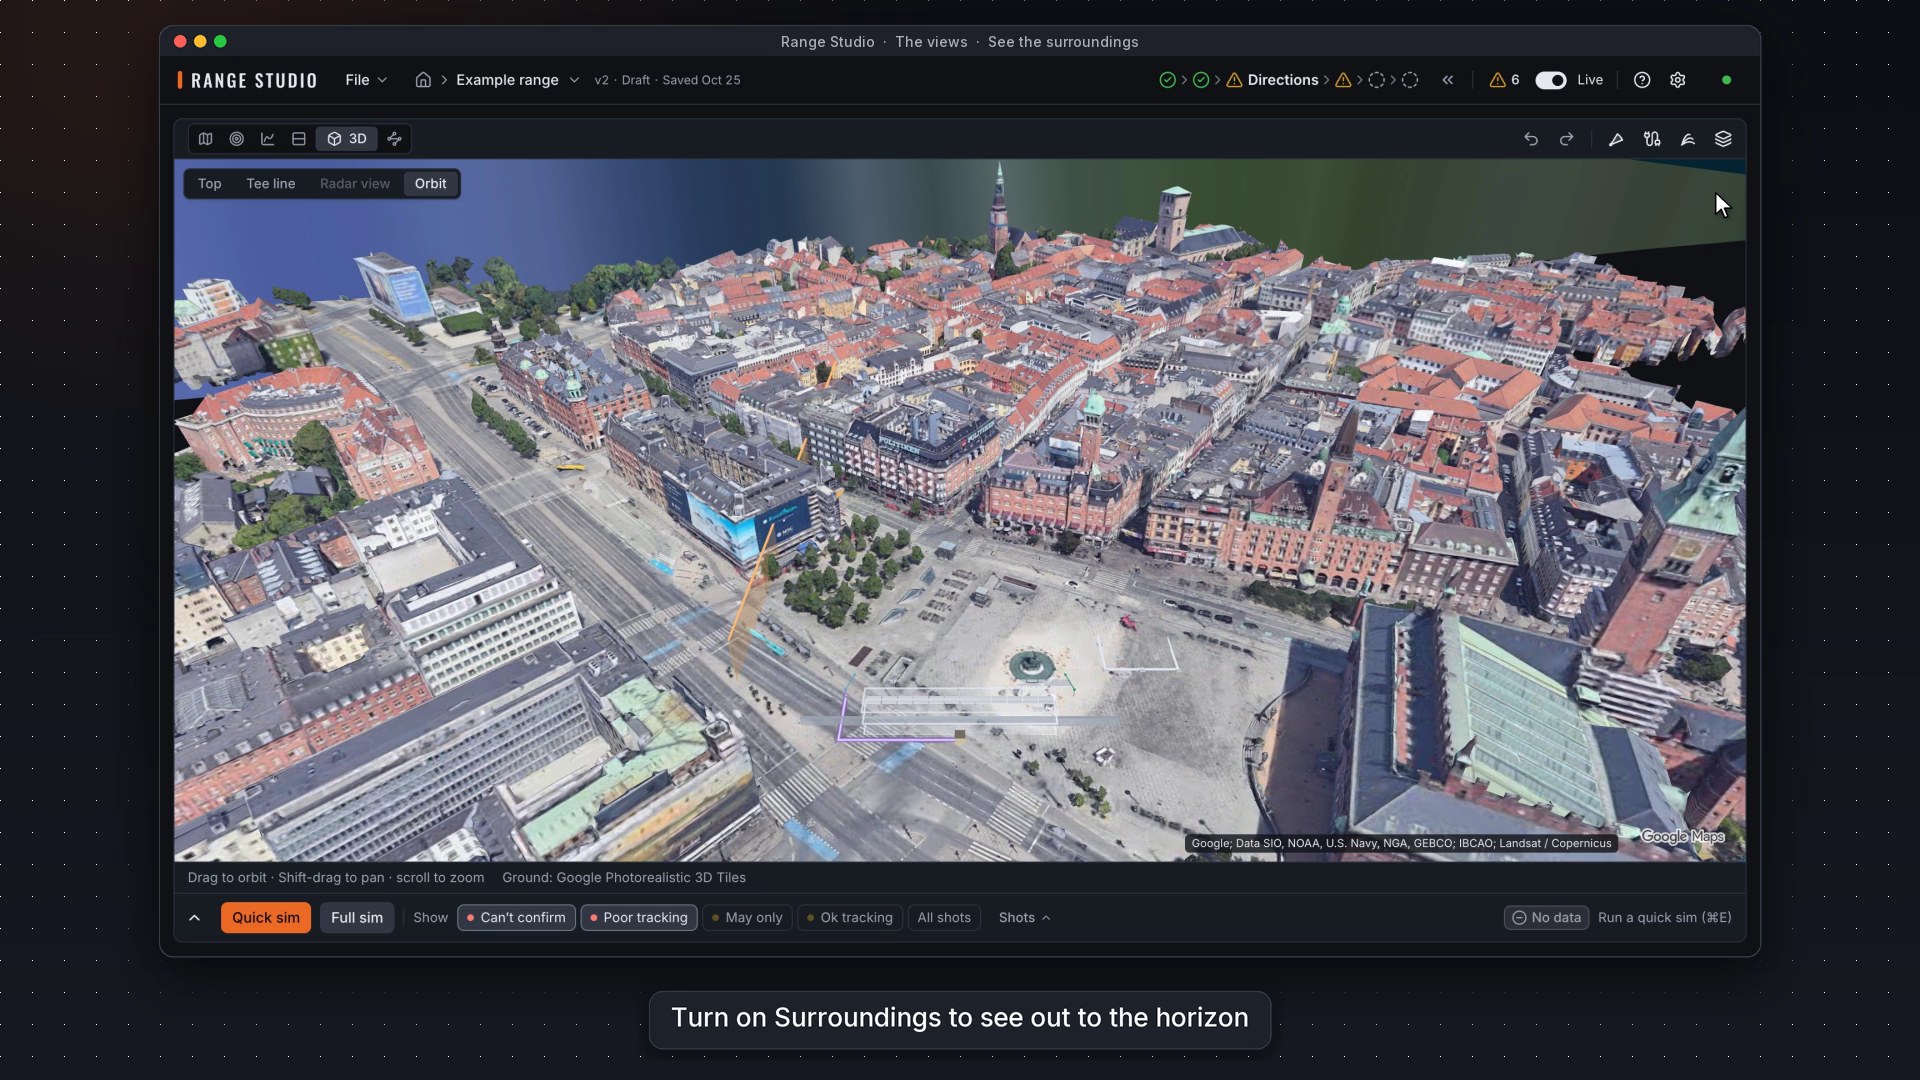 Range Studio · The views · See the surroundings
RANGE STUDIO
File
Example range
v2 · Draft · Saved Oct 25
Directions
6
Live
3D
Top
Tee line
Radar view
Orbit
POLITIKEN
Google; Data SIO, NOAA, U.S. Navy, NGA, GEBCO; IBCAO; Landsat / Copernicus
Google Maps
Drag to orbit · Shift-drag to pan · scroll to zoom
Ground: Google Photorealistic 3D Tiles
Quick sim
Full sim
Show
Can't confirm
Poor tracking
May only
Ok tracking
All shots
Shots
No data
Run a quick sim (⌘E)
Turn on Surroundings to see out to the horizon